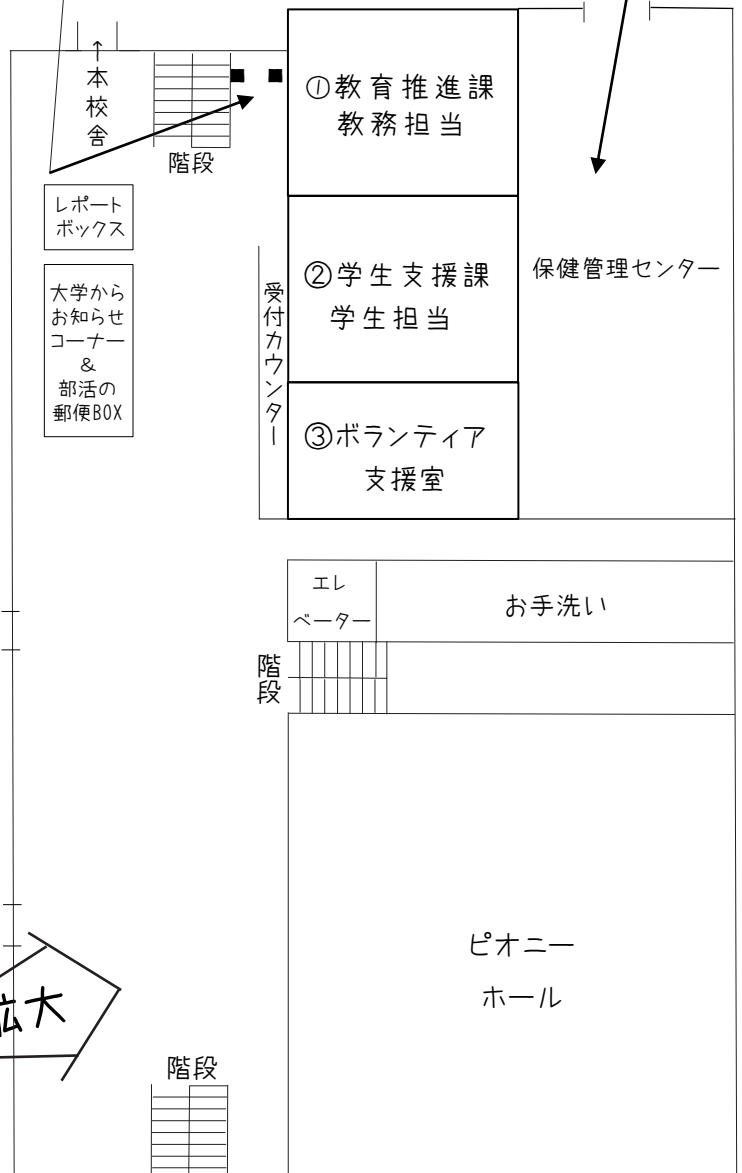 ↑本校舎
階段
①教育推進課
教務担当
レポート
ボックス
大学から
お知らせ
コーナー
&
部活の
郵便BOX
受付カウンター
②学生支援課
学生担当
保健管理センター
③ボランティア
支援室
エレ
ベーター
お手洗い
階段
ピオニー
ホール
拡大
階段